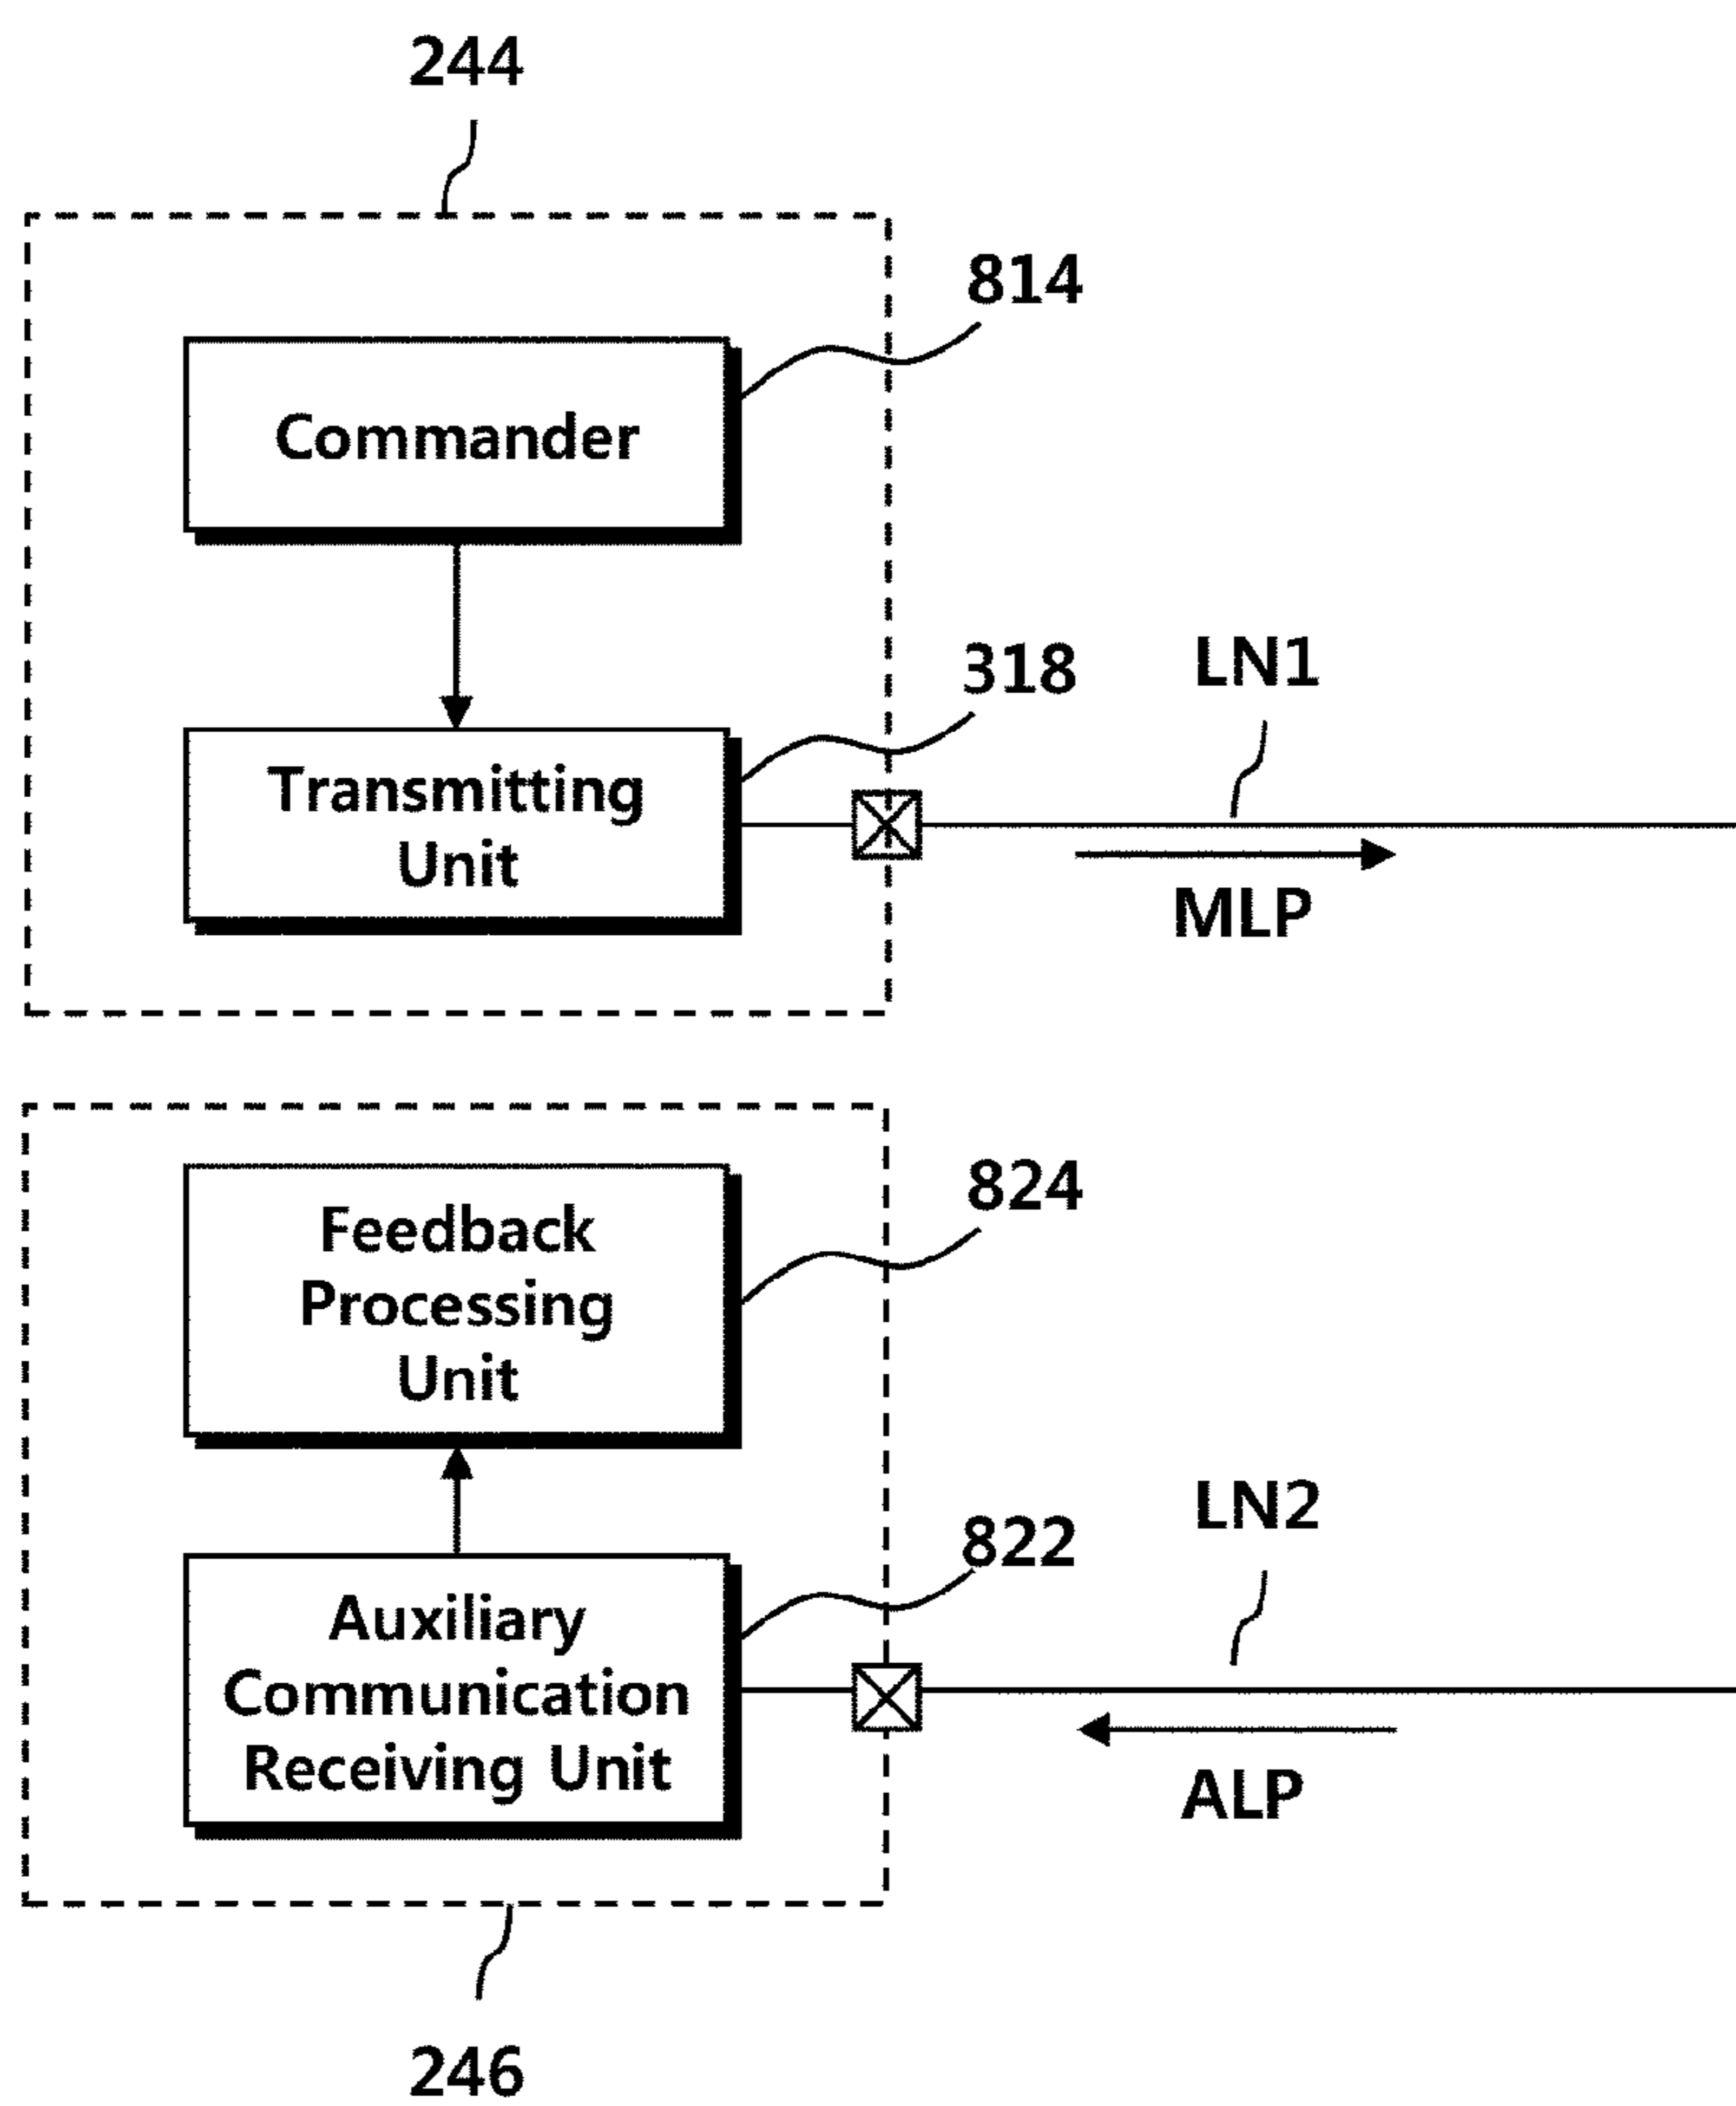 244
814
Commander
318
LN1
Transmitting
Unit
MLP
824
Feedback
Processing
Unit
LN2
822
Auxiliary
Communication
Receiving Unit
ALP
246